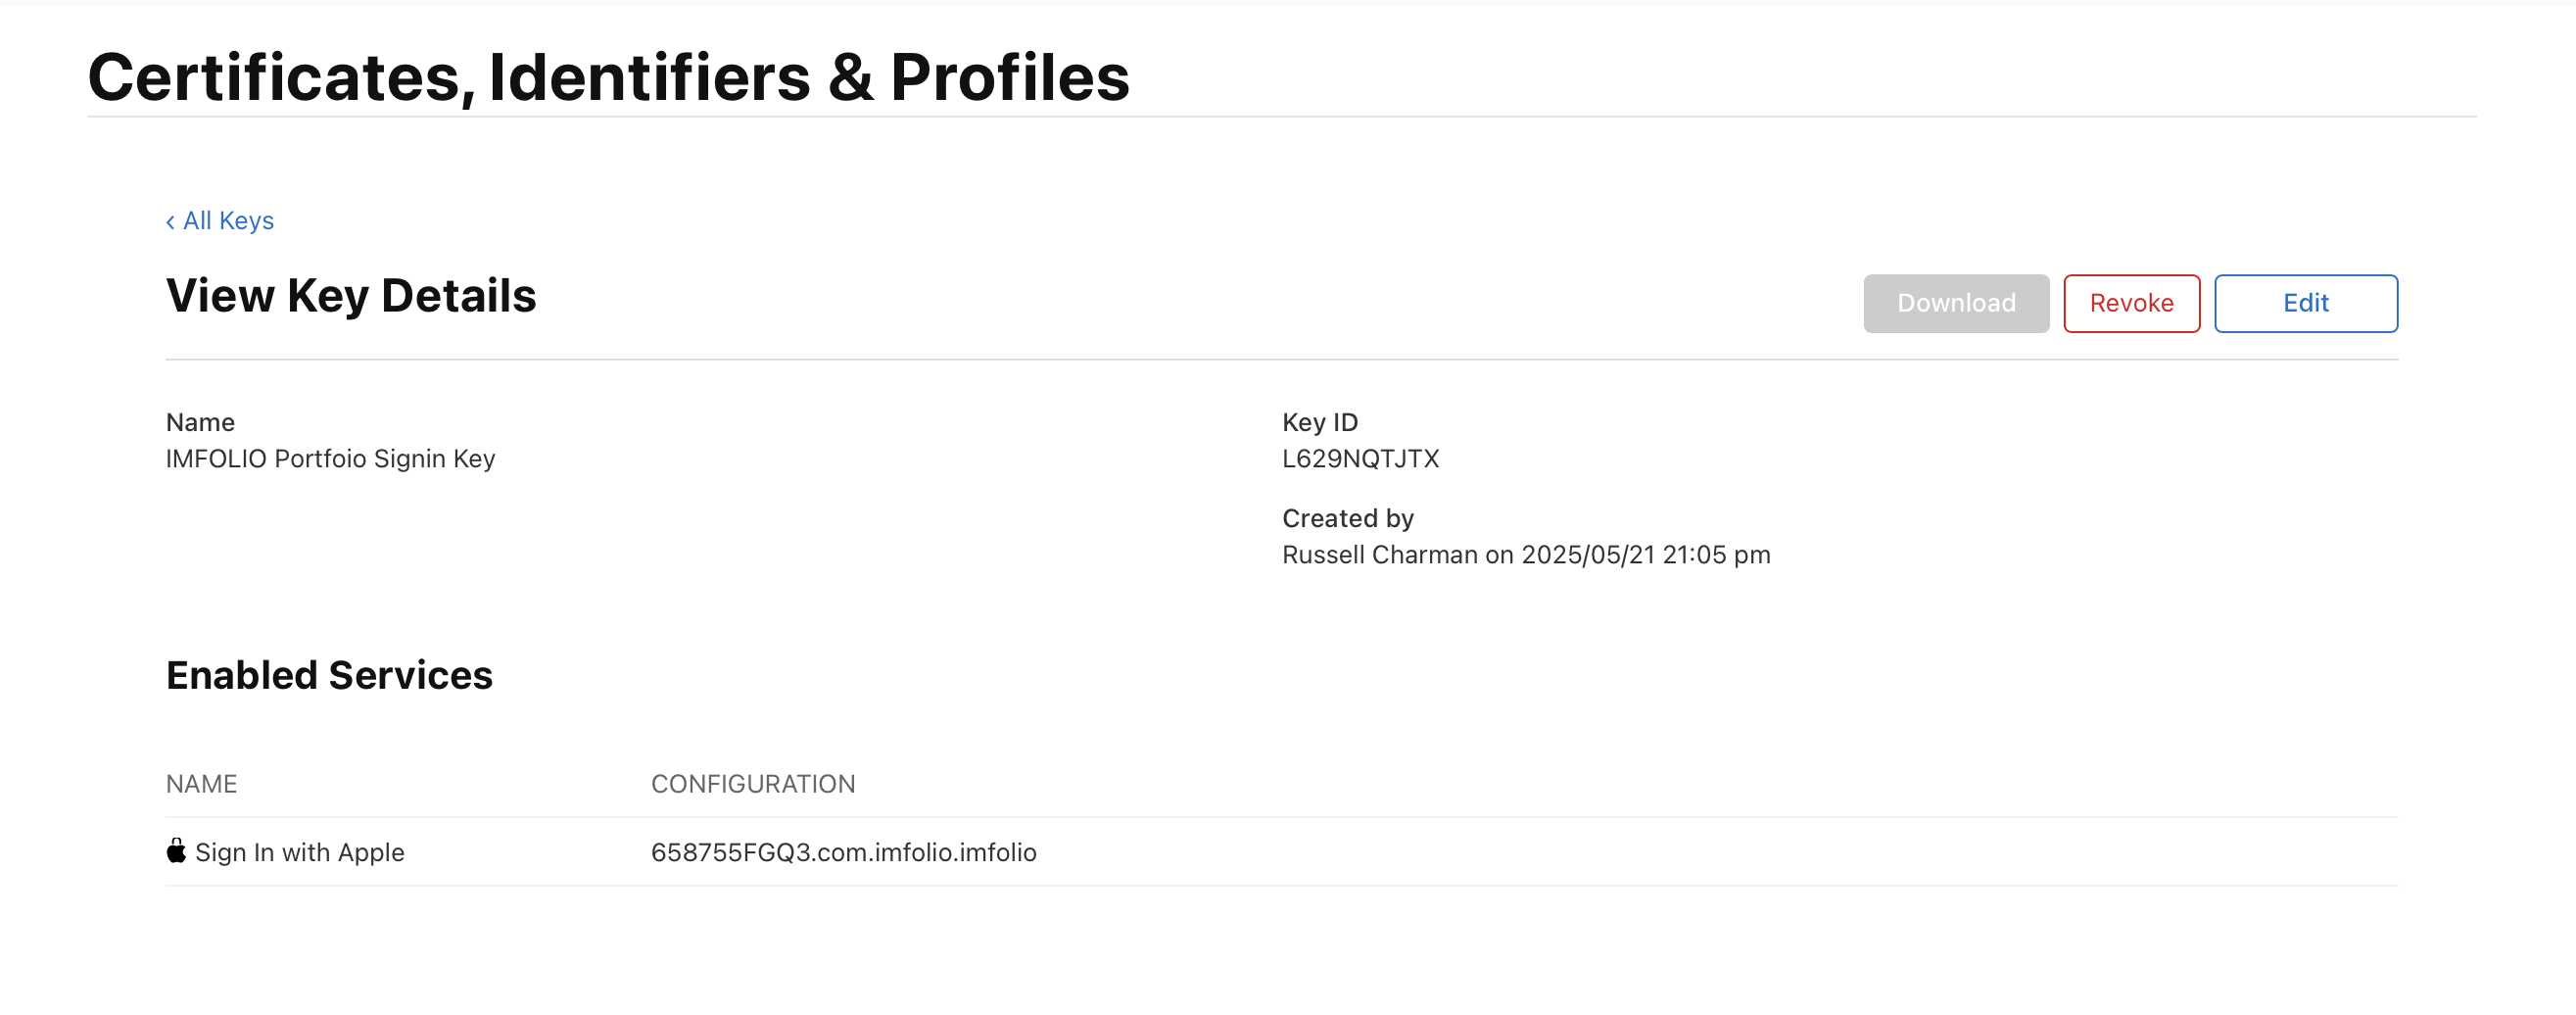 Certificates, Identifiers & Profiles
‹ All Keys
View Key Details
Download
Revoke
Edit
Name
IMFOLIO Portfoio Signin Key
Key ID
L629NQTJTX
Created by
Russell Charman on 2025/05/21 21:05 pm
Enabled Services
NAME
CONFIGURATION
Sign In with Apple
658755FGQ3.com.imfolio.imfolio